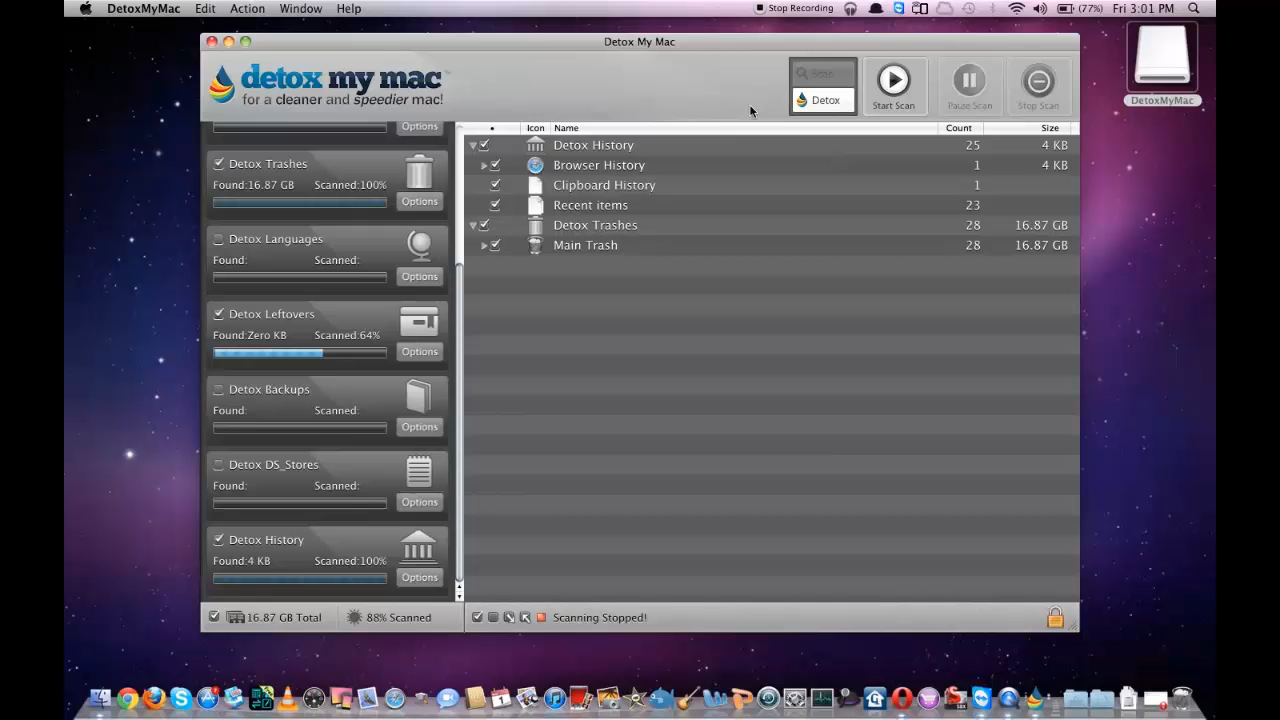 DetoxMyMac Edit Action Window Help Stop Recording (77%) Fri 3:01 PM
Detox My Mac
detox my mac
for a cleaner and speedier mac!
Scan
Detox
Start Scan
Pause Scan
Stop Scan
DetoxMyMac
Options
Detox Trashes
Found:16.87 GB Scanned:100%
Options
Detox Languages
Found: Scanned:
Options
Detox Leftovers
Found:Zero KB Scanned:64%
Options
Detox Backups
Found: Scanned:
Options
Detox DS_Stores
Found: Scanned:
Options
Detox History
Found:4 KB Scanned:100%
Options
Icon Name Count Size
Detox History 25 4 KB
Browser History 1 4 KB
Clipboard History 1
Recent items 23
Detox Trashes 28 16.87 GB
Main Trash 28 16.87 GB
16.87 GB Total 88% Scanned Scanning Stopped!